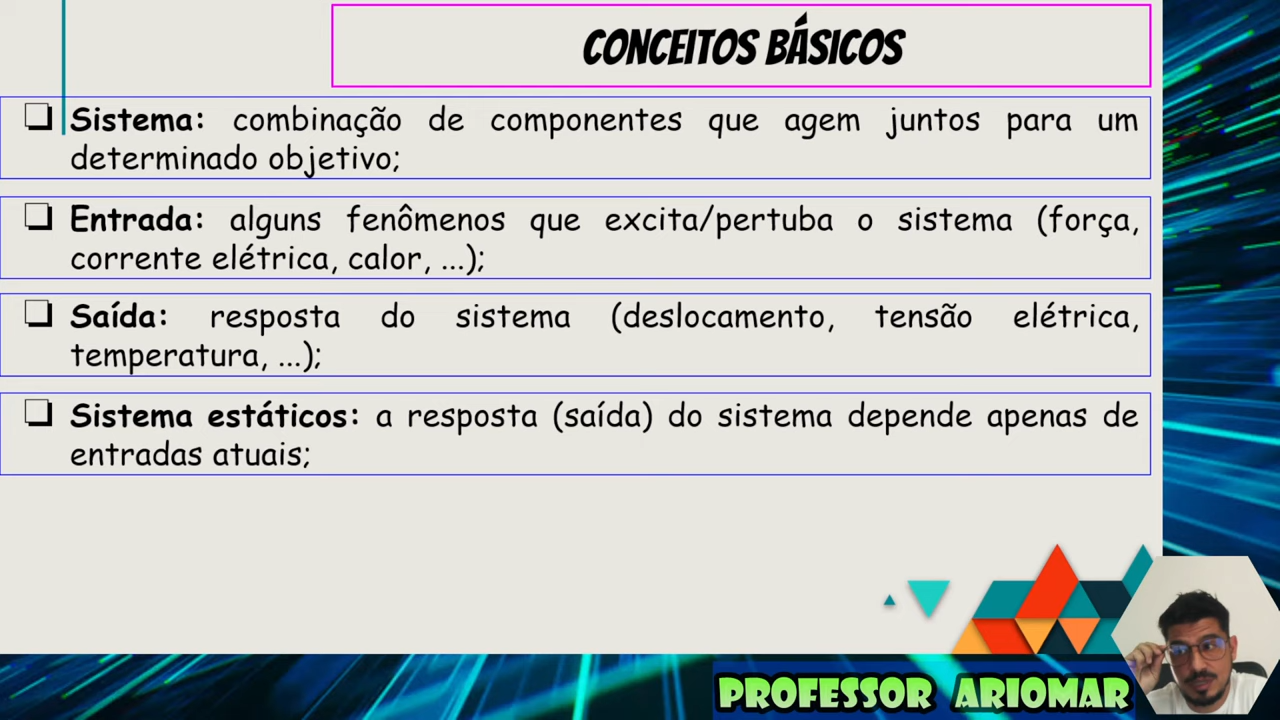 CONCEITOS BÁSICOS
❑ Sistema: combinação de componentes que agem juntos para um
determinado objetivo;
❑ Entrada: alguns fenômenos que excita/pertuba o sistema (força,
corrente elétrica, calor, ...);
❑ Saída: resposta do sistema (deslocamento, tensão elétrica,
temperatura, ...);
❑ Sistema estáticos: a resposta (saída) do sistema depende apenas de
entradas atuais;
PROFESSOR ARIOMAR